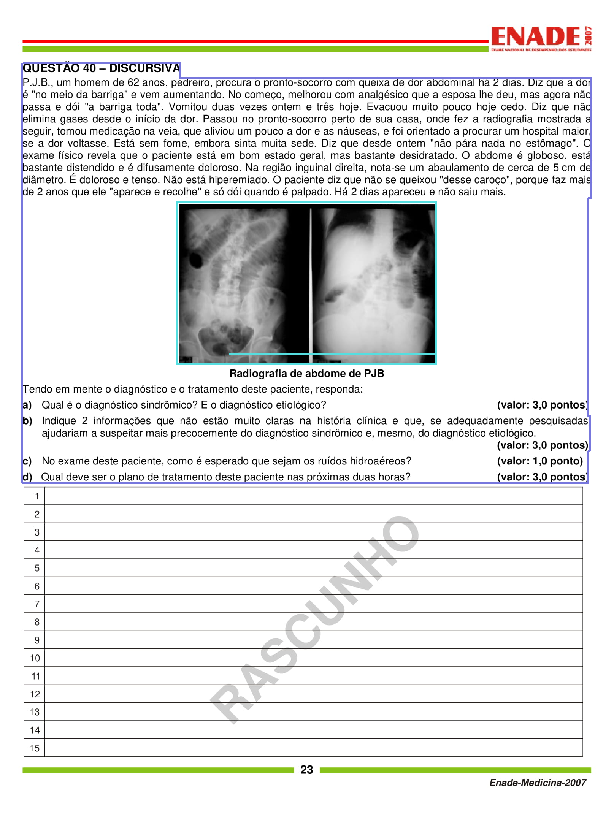 ENADE 2007
EXAME NACIONAL DE DESEMPENHO DOS ESTUDANTES
QUESTÃO 40 – DISCURSIVA
P.J.B., um homem de 62 anos, pedreiro, procura o pronto-socorro com queixa de dor abdominal há 2 dias. Diz que a dor
é "no meio da barriga" e vem aumentando. No começo, melhorou com analgésico que a esposa lhe deu, mas agora não
passa e dói "a barriga toda". Vomitou duas vezes ontem e três hoje. Evacuou muito pouco hoje cedo. Diz que não
elimina gases desde o início da dor. Passou no pronto-socorro perto de sua casa, onde fez a radiografia mostrada a
seguir, tomou medicação na veia, que aliviou um pouco a dor e as náuseas, e foi orientado a procurar um hospital maior,
se a dor voltasse. Está sem fome, embora sinta muita sede. Diz que desde ontem "não pára nada no estômago". O
exame físico revela que o paciente está em bom estado geral, mas bastante desidratado. O abdome é globoso, está
bastante distendido e é difusamente doloroso. Na região inguinal direita, nota-se um abaulamento de cerca de 5 cm de
diâmetro. É doloroso e tenso. Não está hiperemiado. O paciente diz que não se queixou "desse caroço", porque faz mais
de 2 anos que ele "aparece e recolhe" e só dói quando é palpado. Há 2 dias apareceu e não saiu mais.
Radiografia de abdome de PJB
Tendo em mente o diagnóstico e o tratamento deste paciente, responda:
a) Qual é o diagnóstico sindrômico? E o diagnóstico etiológico? (valor: 3,0 pontos)
b) Indique 2 informações que não estão muito claras na história clínica e que, se adequadamente pesquisadas
ajudariam a suspeitar mais precocemente do diagnóstico sindrômico e, mesmo, do diagnóstico etiológico.
(valor: 3,0 pontos)
c) No exame deste paciente, como é esperado que sejam os ruídos hidroaéreos? (valor: 1,0 ponto)
d) Qual deve ser o plano de tratamento deste paciente nas próximas duas horas? (valor: 3,0 pontos)
1
2
3
4
5
6
7
8
9
10
11
12
13
14
15
RASCUNHO
23
Enade-Medicina-2007